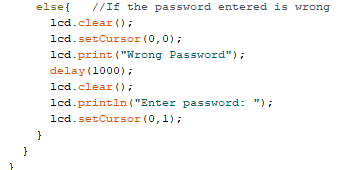 else{   //If the password entered is wrong
lcd.clear();
lcd.setCursor(0,0);
lcd.print("Wrong Password");
delay(1000);
lcd.clear();
lcd.println("Enter password: ");
lcd.setCursor(0,1);
}
}
}